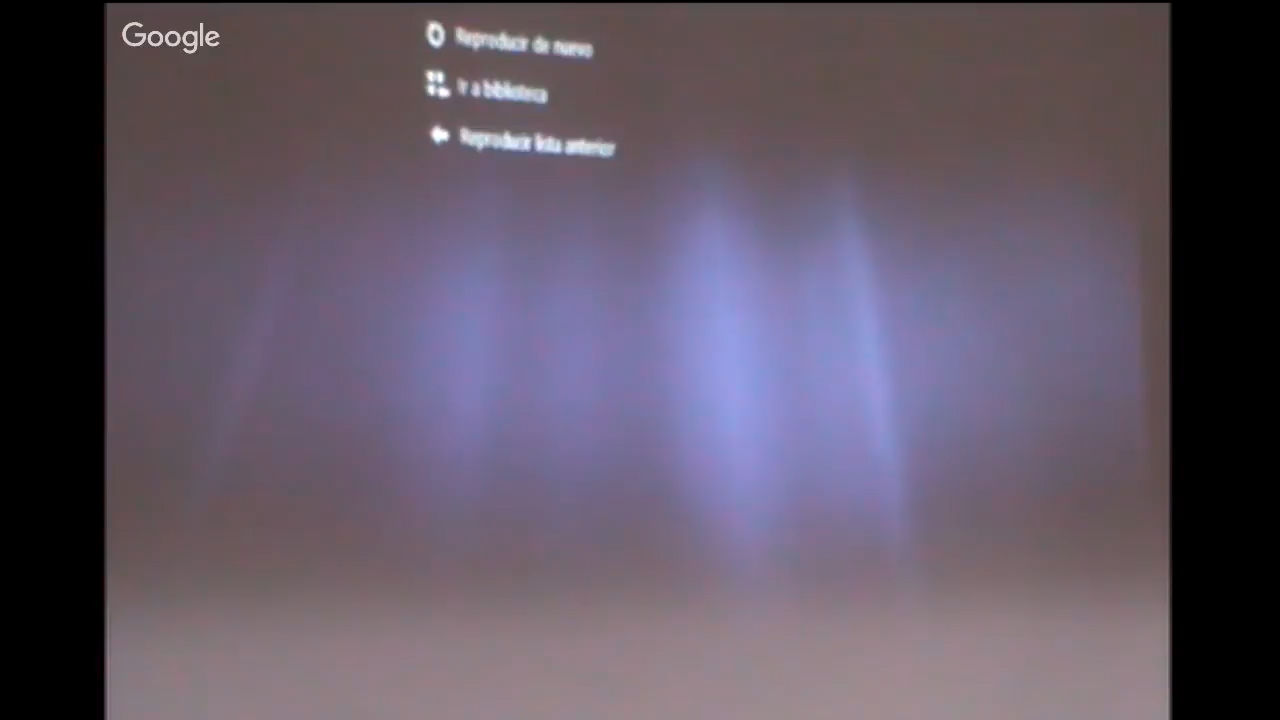 Google
Reproducir de nuevo
Ir a biblioteca
Reproducir lista anterior